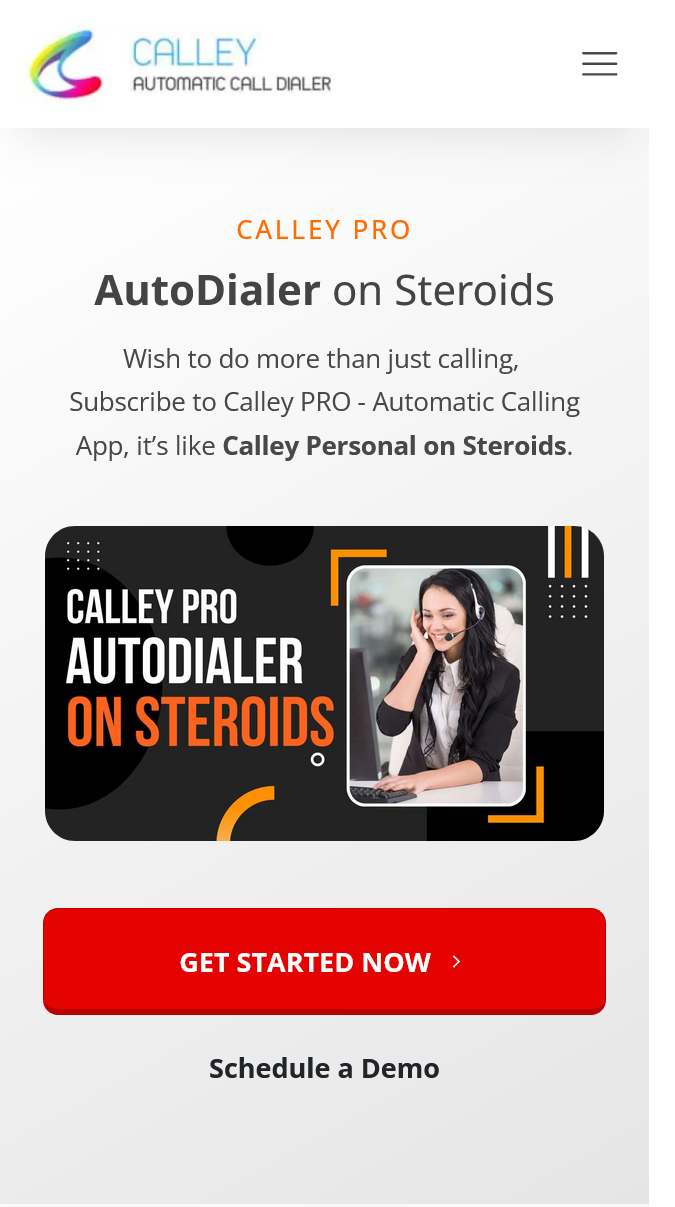 CALLEY
AUTOMATIC CALL DIALER
CALLEY PRO
AutoDialer on Steroids
Wish to do more than just calling,
Subscribe to Calley PRO - Automatic Calling
App, it’s like Calley Personal on Steroids.
CALLEY PRO
AUTODIALER
ON STEROIDS
GET STARTED NOW
Schedule a Demo